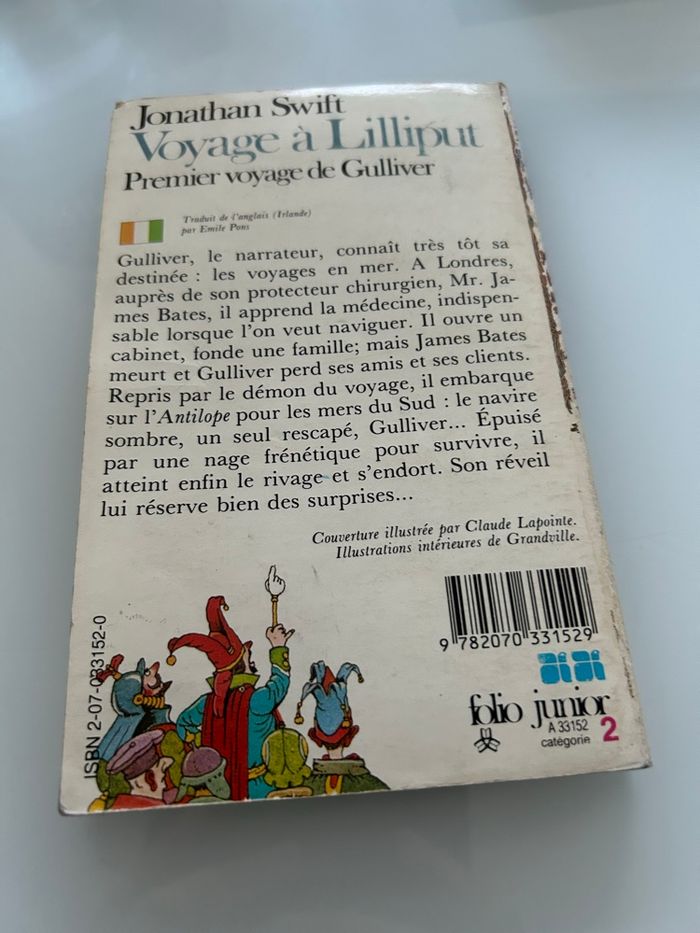 Jonathan Swift
Voyage à Lilliput
Premier voyage de Gulliver
Traduit de l'anglais (Irlande)
par Emile Pons
Gulliver, le narrateur, connaît très tôt sa
destinée : les voyages en mer. A Londres,
auprès de son protecteur chirurgien, Mr. Ja-
mes Bates, il apprend la médecine, indispen-
sable lorsque l'on veut naviguer. Il ouvre un
cabinet, fonde une famille; mais James Bates
meurt et Gulliver perd ses amis et ses clients.
Repris par le démon du voyage, il embarque
sur l'Antilope pour les mers du Sud : le navire
sombre, un seul rescapé, Gulliver... Épuisé
par une nage frénétique pour survivre, il
atteint enfin le rivage et s'endort. Son réveil
lui réserve bien des surprises...
Couverture illustrée par Claude Lapointe.
Illustrations intérieures de Grandville.
ISBN 2-07-033152-0
9 782070 331529
folio junior
A 33152
catégorie 2